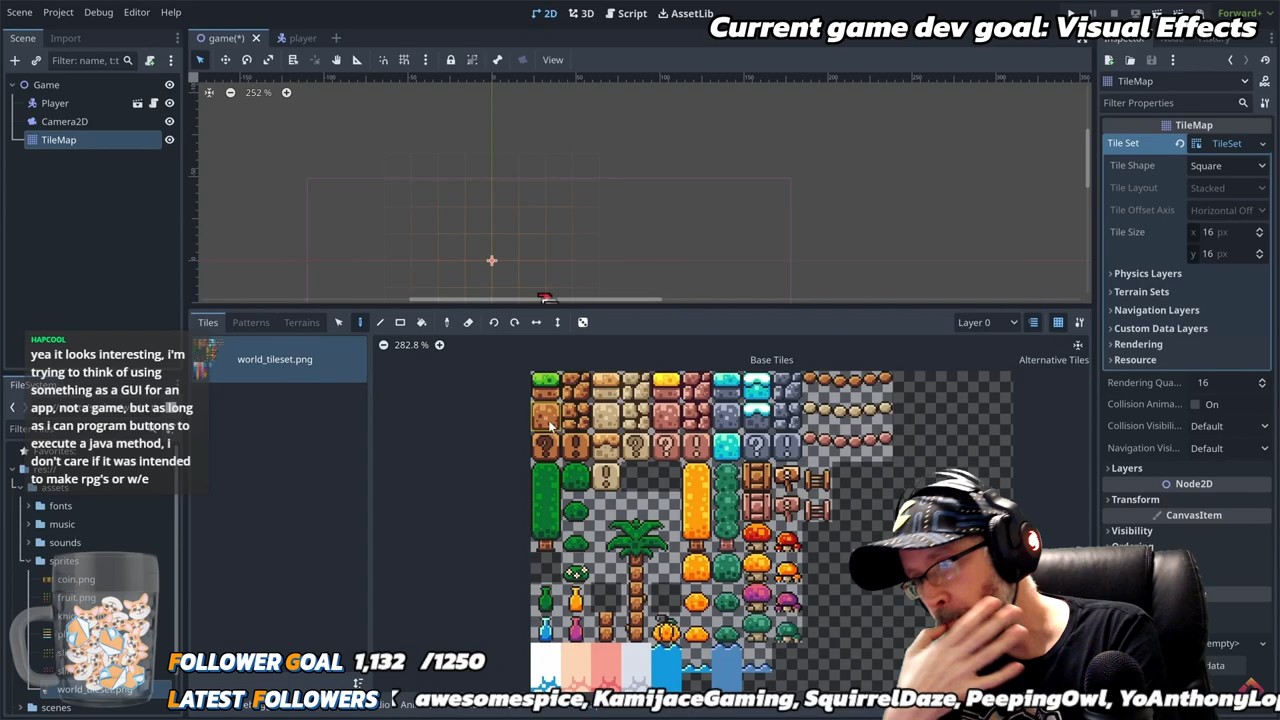 Scene Project Debug Editor Help
2D 3D Script AssetLib
Forward+
Current game dev goal: Visual Effects
Scene Import
game(*) player
Filter: name, t:t
View
252 %
Game
Player
Camera2D
TileMap
TileMap
Filter Properties
TileMap
Tile Set TileSet
Tile Shape Square
Tile Layout Stacked
Tile Offset Axis Horizontal Off
Tile Size x 16 px
y 16 px
Physics Layers
Terrain Sets
Navigation Layers
Custom Data Layers
Rendering
Resource
Rendering Qua... 16
Collision Anima... On
Collision Visibili... Default
Navigation Visi... Default
Layers
Node2D
Transform
CanvasItem
Visibility
Tiles Patterns Terrains
Layer 0
world_tileset.png
282.8 %
Base Tiles Alternative Tiles
HAPCOOL
yea it looks interesting, i'm
trying to think of using
something as a GUI for an
app, not a game, but as long
as i can program buttons to
execute a java method, i
don't care if it was intended
to make rpg's or w/e
fonts
music
sounds
sprites
coin.png
fruit.png
world_tileset.png
scenes
FOLLOWER GOAL 1,132 /1250
LATEST FOLLOWERS awesomespice, KamijaceGaming, SquirrelDaze, PeepingOwl, YoAnthonyLo